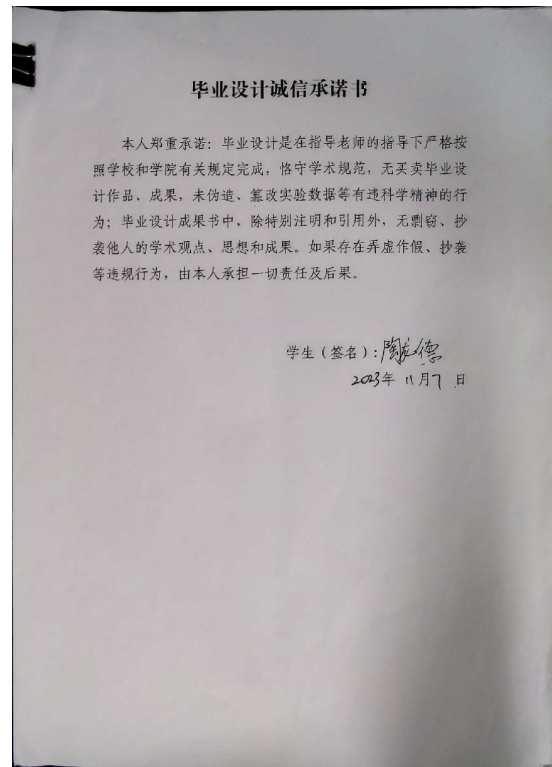 毕业设计诚信承诺书
本人郑重承诺：毕业设计是在指导老师的指导下严格按
照学校和学院有关规定完成，恪守学术规范，无买卖毕业设
计作品、成果，未伪造、篡改实验数据等有违科学精神的行
为；毕业设计成果书中，除特别注明和引用外，无剽窃、抄
袭他人的学术观点、思想和成果。如果存在弄虚作假、抄袭
等违规行为，由本人承担一切责任及后果。
学生（签名）：陶 德
2023年 11月7 日